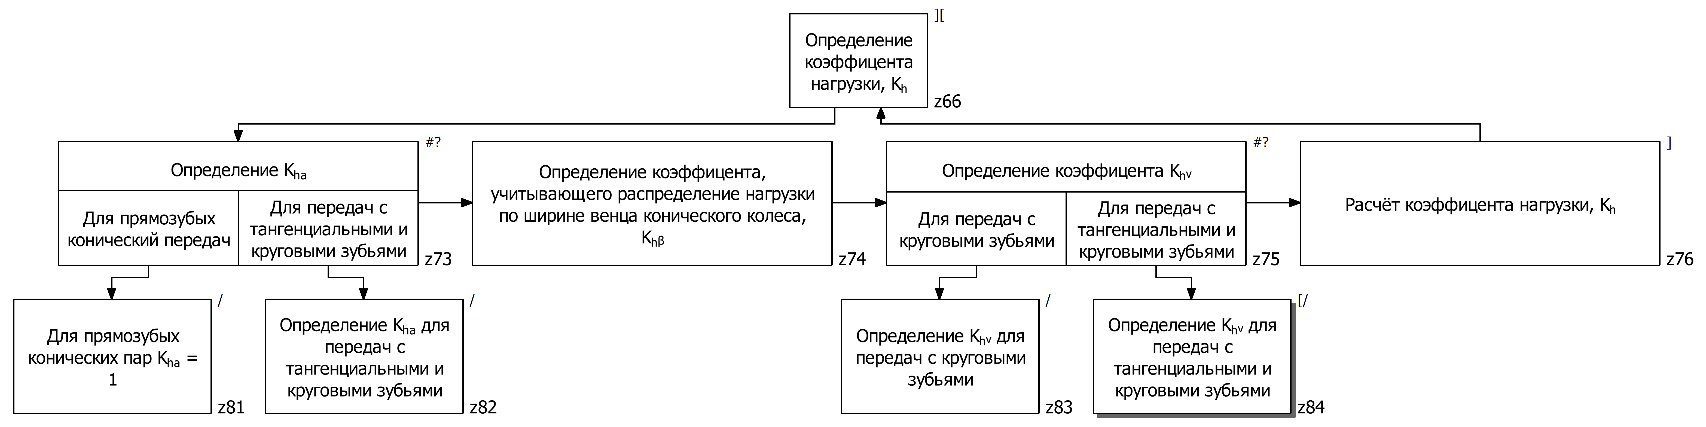 ][
Определение
коэффицента
нагрузки, Kh
z66
#?
Определение Kha
Для прямозубых
конический передач
Для передач с
тангенциальными и
круговыми зубьями
z73
Определение коэффициента,
учитывающего распределение нагрузки
по ширине венца конического колеса,
Khβ
z74
#?
Определение коэффициента Khv
Для передач с
круговыми зубьями
Для передач с
тангенциальными и
круговыми зубьями
z75
]
Расчёт коэффицента нагрузки, Kh
z76
/
Для прямозубых
конических пар Kha =
1
z81
/
Определение Kha для
передач с
тангенциальными и
круговыми зубьями
z82
/
Определение Khv для
передач с круговыми
зубьями
z83
[/
Определение Khv для
передач с
тангенциальными и
круговыми зубьями
z84